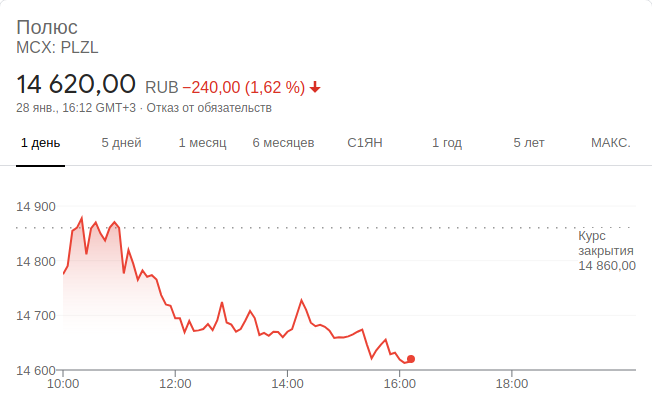 Полюс
MCX: PLZL
14 620,00 RUB −240,00 (1,62 %)
28 янв., 16:12 GMT+3 · Отказ от обязательств
1 день 5 дней 1 месяц 6 месяцев С1ЯН 1 год 5 лет МАКС.
14 900
Курс
закрытия
14 860,00
14 800
14 700
14 600
10:00 12:00 14:00 16:00 18:00